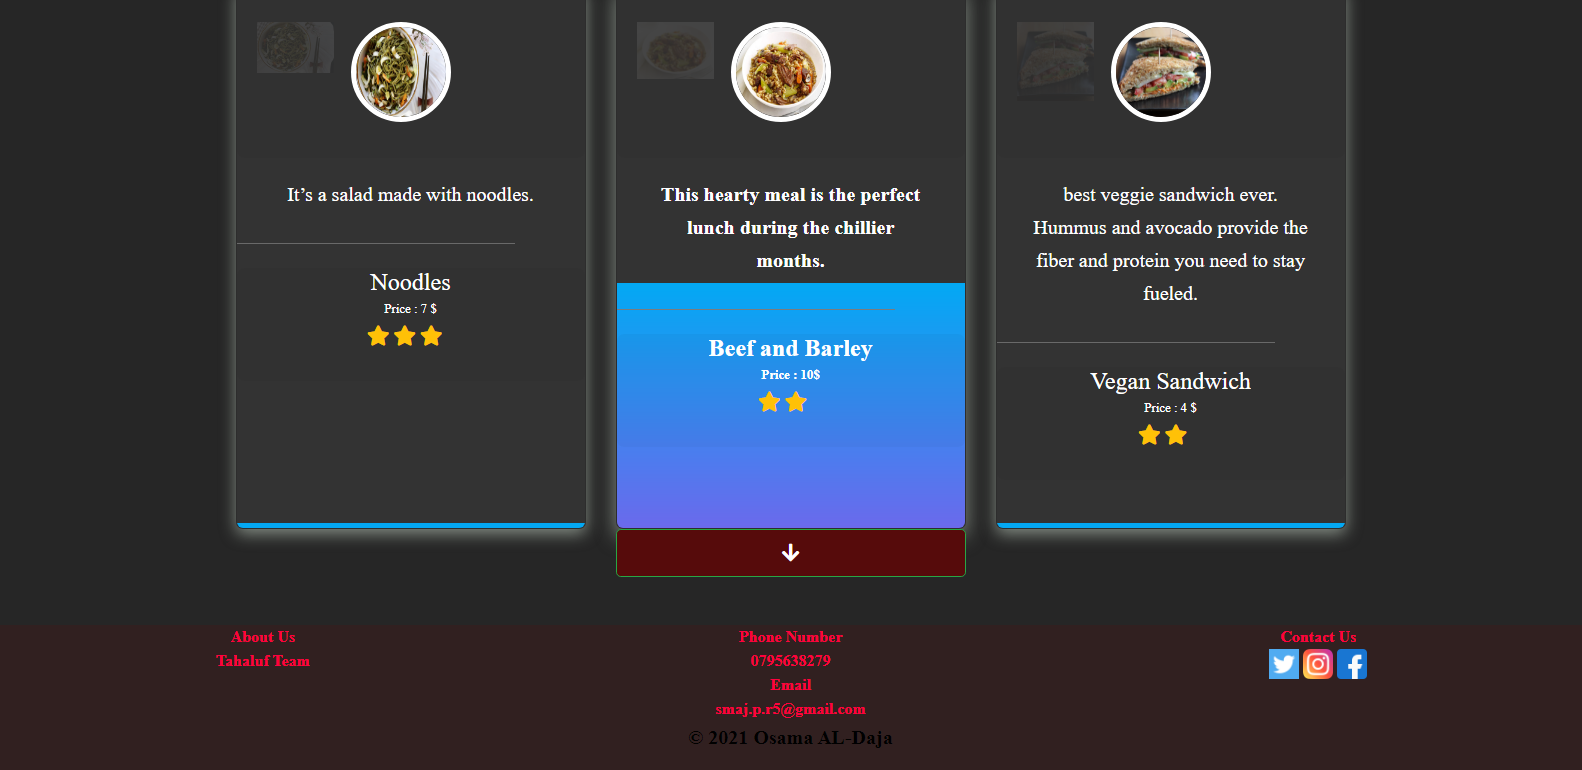 It’s a salad made with noodles.
Noodles
Price : 7 $
This hearty meal is the perfect
lunch during the chillier
months.
Beef and Barley
Price : 10$
best veggie sandwich ever.
Hummus and avocado provide the
fiber and protein you need to stay
fueled.
Vegan Sandwich
Price : 4 $
About Us
Tahaluf Team
Phone Number
0795638279
Email
smaj.p.r5@gmail.com
Contact Us
© 2021 Osama AL-Daja